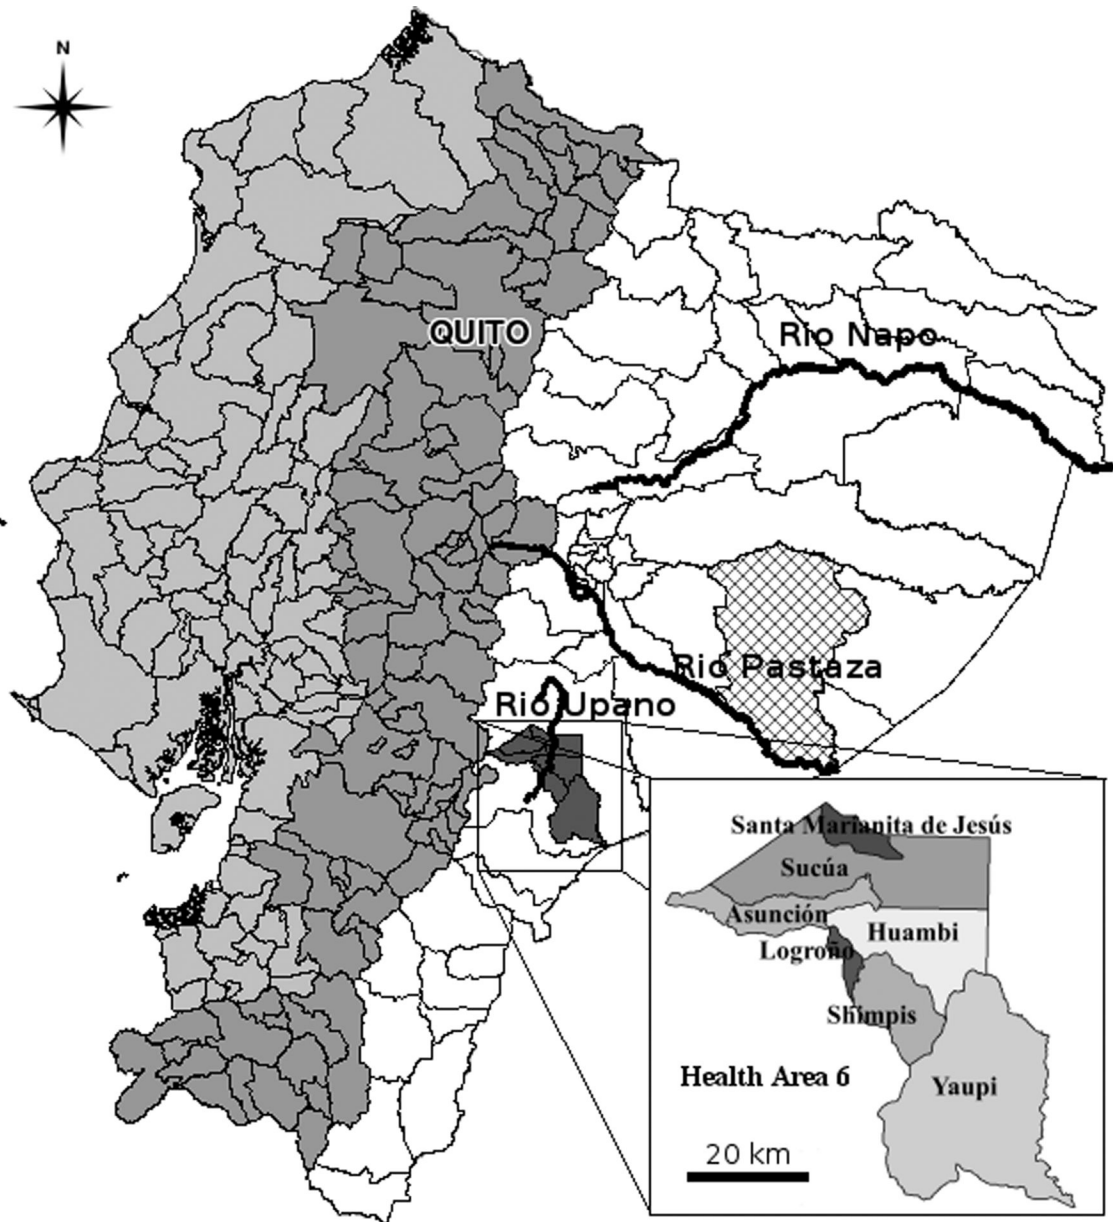 N
QUITO
Rio Napo
Rio Pastaza
Rio Upano
Santa Marianita de Jesús
Sucúa
Asunción
Huambi
Logroño
Shimpis
Health Area 6
Yaupi
20 km